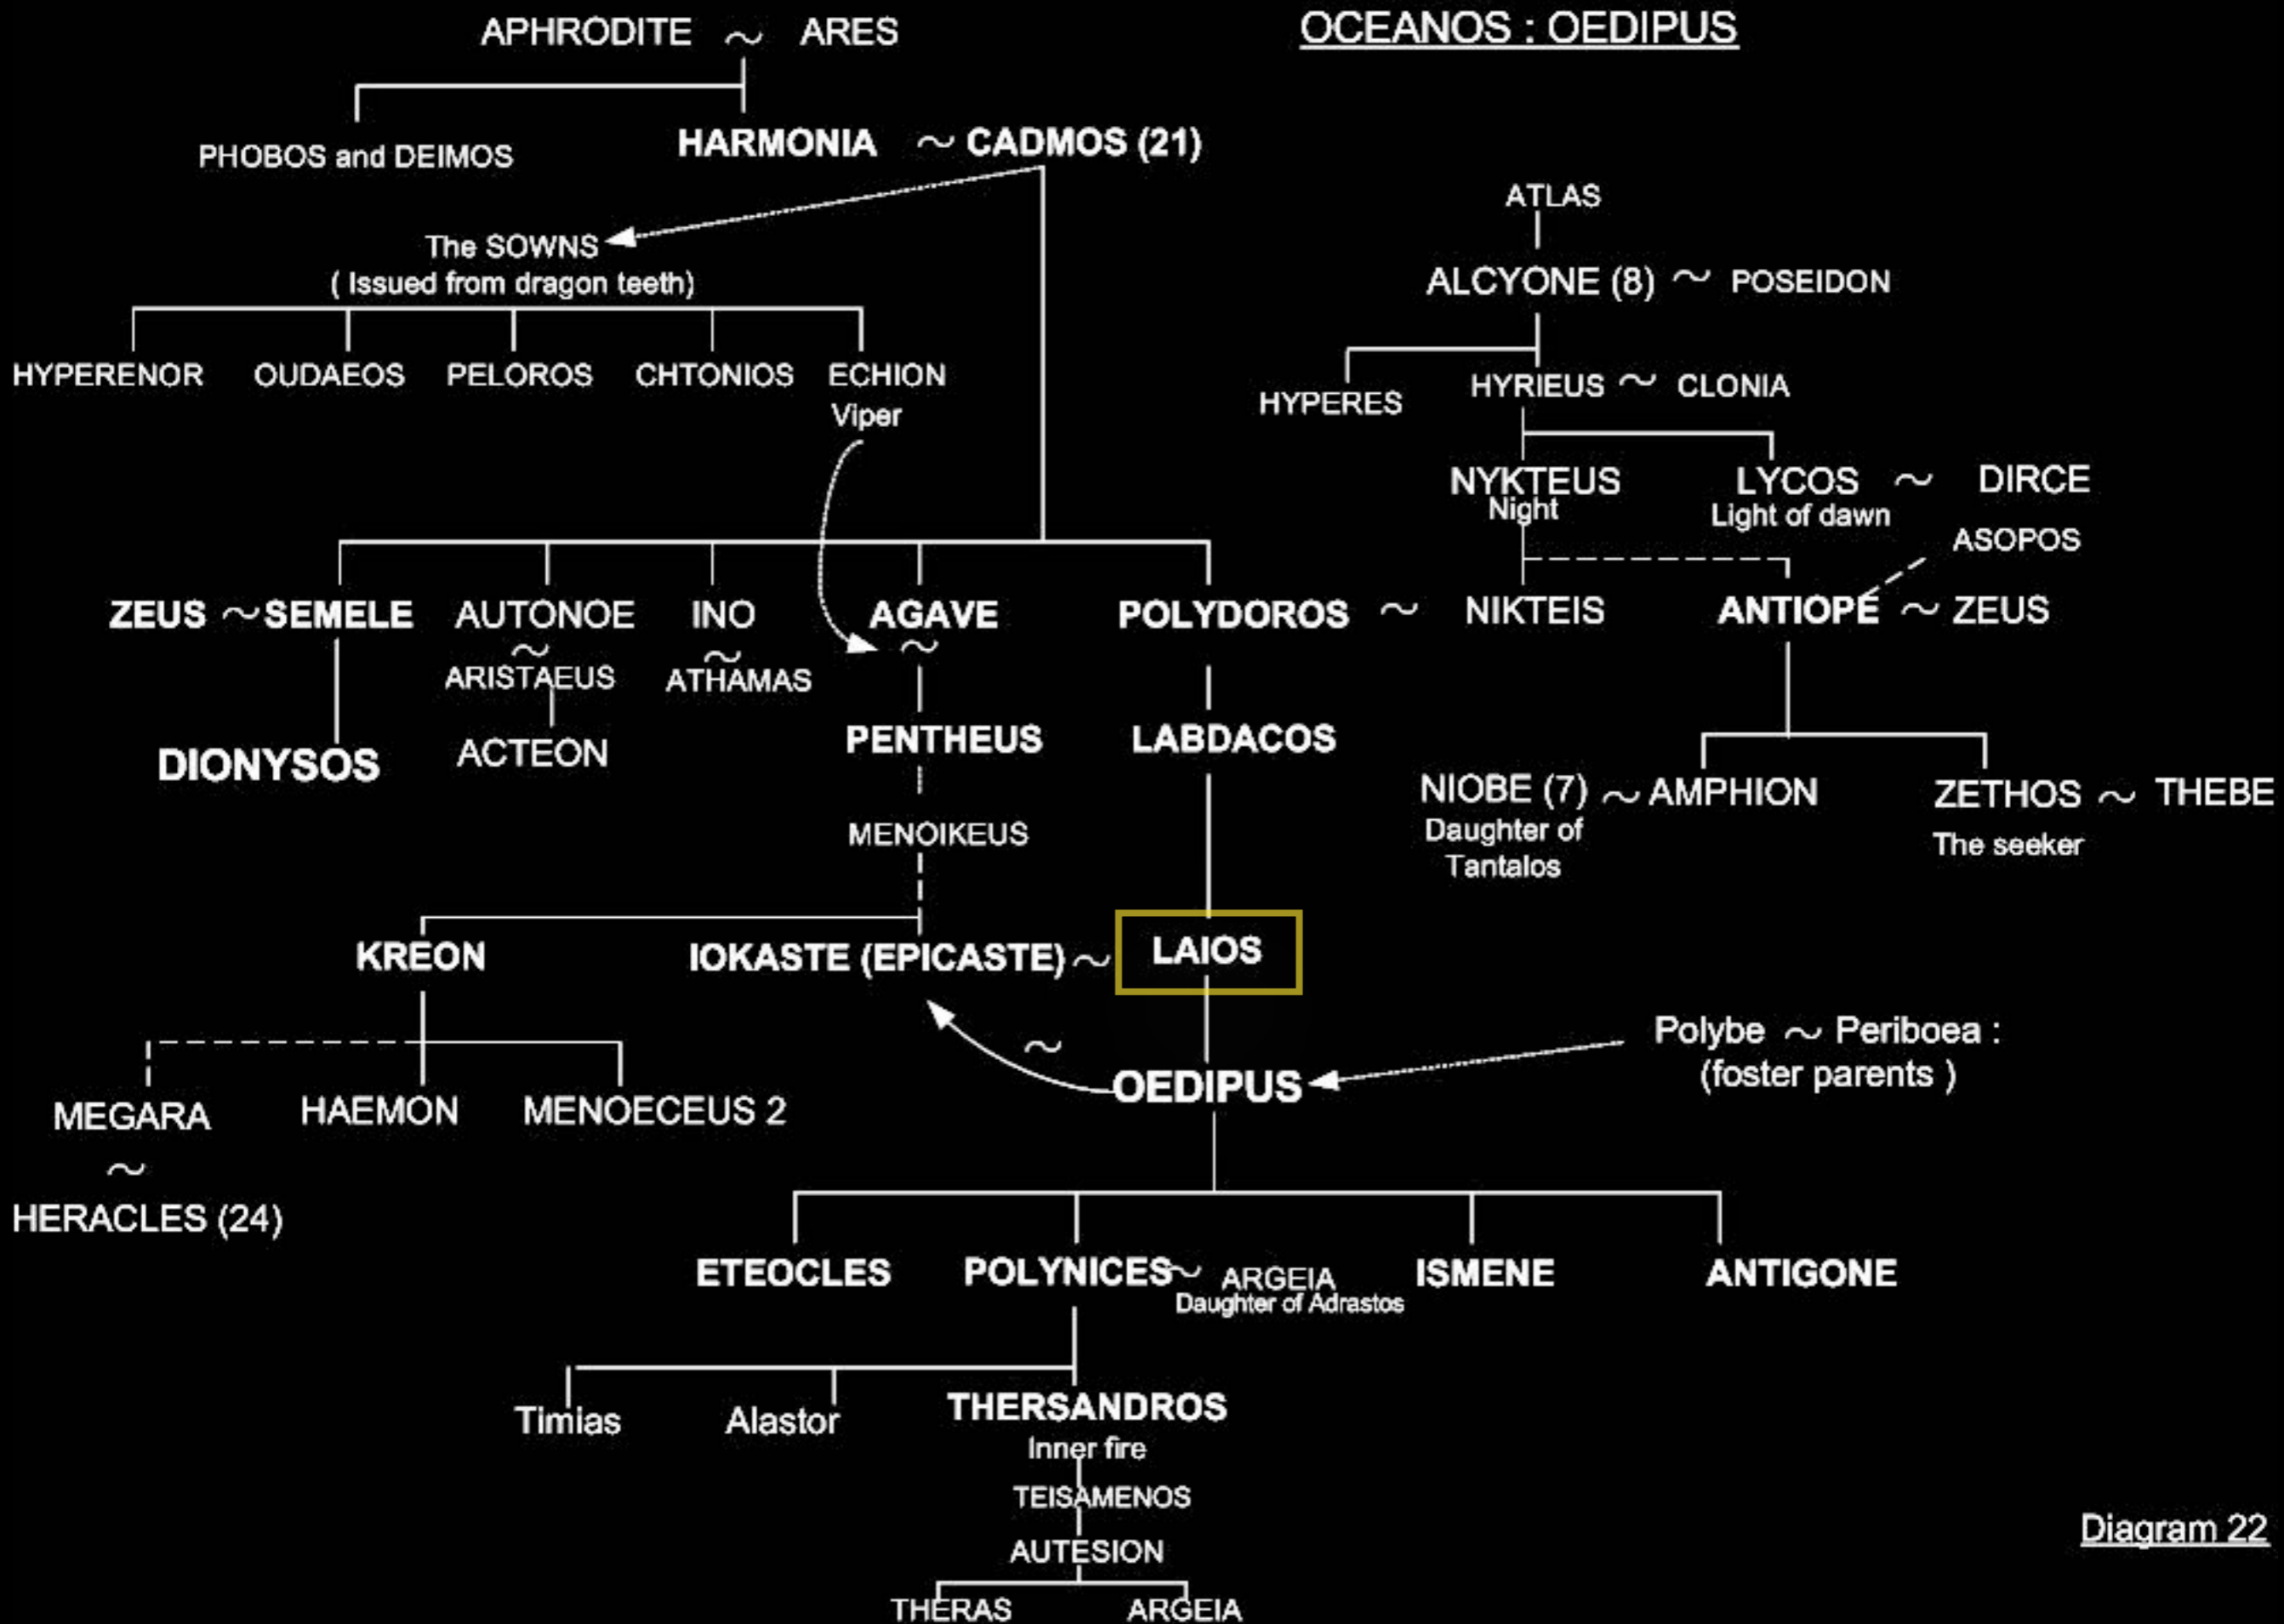 OCEANOS : OEDIPUS
APHRODITE ~ ARES
PHOBOS and DEIMOS
HARMONIA ~ CADMOS (21)
The SOWNS
( Issued from dragon teeth)
HYPERENOR OUDAEOS PELOROS CHTONIOS ECHION
Viper
ATLAS
ALCYONE (8) ~ POSEIDON
HYPERES
HYRIEUS ~ CLONIA
NYKTEUS
Night
LYCOS ~ DIRCE
Light of dawn
ASOPOS
ZEUS ~ SEMELE
AUTONOE
~
ARISTAEUS
INO
~
ATHAMAS
AGAVE
~
POLYDOROS ~ NIKTEIS
ANTIOPE ~ ZEUS
DIONYSOS
ACTEON
PENTHEUS
LABDACOS
MENOIKEUS
NIOBE (7) ~ AMPHION
Daughter of
Tantalos
ZETHOS ~ THEBE
The seeker
KREON
IOKASTE (EPICASTE) ~ LAIOS
~
OEDIPUS
Polybe ~ Periboea :
(foster parents )
MEGARA
~
HERACLES (24)
HAEMON
MENOECEUS 2
ETEOCLES
POLYNICES ~ ARGEIA
Daughter of Adrastos
ISMENE
ANTIGONE
Timias
Alastor
THERSANDROS
Inner fire
TEISAMENOS
AUTESION
THERAS ARGEIA
Diagram 22